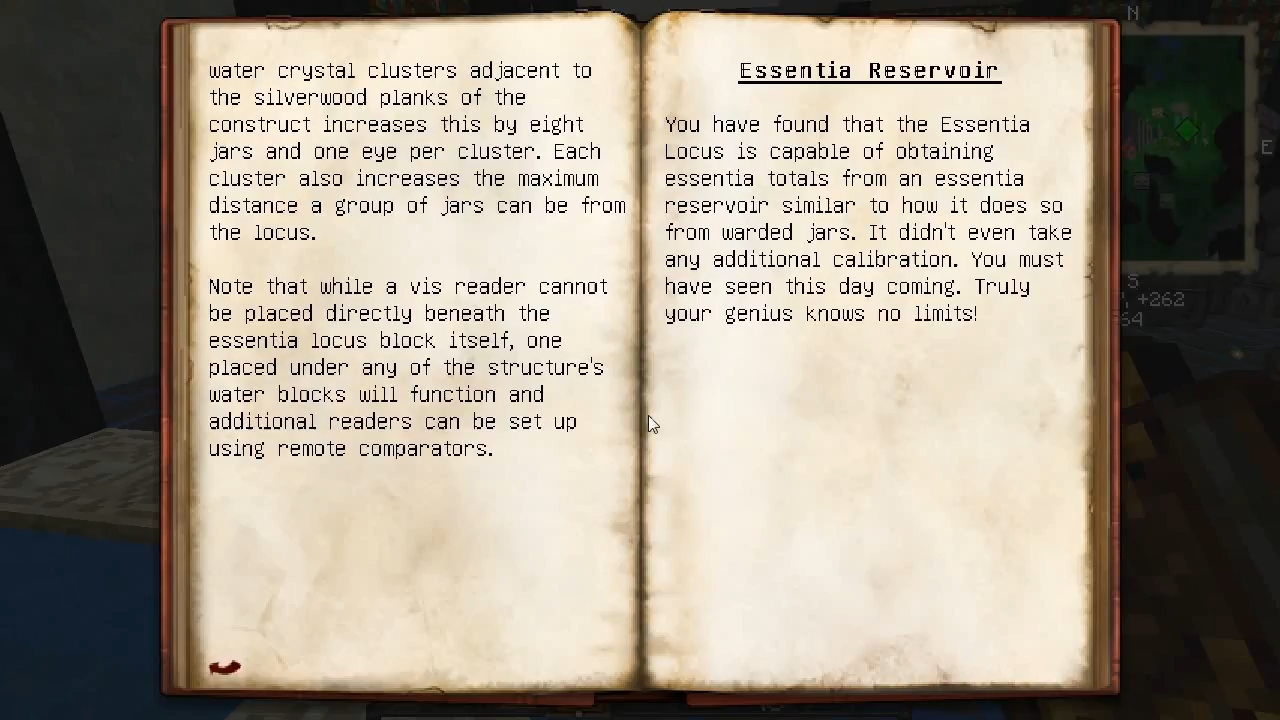 water crystal clusters adjacent to
the silverwood planks of the
construct increases this by eight
jars and one eye per cluster. Each
cluster also increases the maximum
distance a group of jars can be from
the locus.
Note that while a vis reader cannot
be placed directly beneath the
essentia locus block itself, one
placed under any of the structure's
water blocks will function and
additional readers can be set up
using remote comparators.
Essentia Reservoir
You have found that the Essentia
Locus is capable of obtaining
essentia totals from an essentia
reservoir similar to how it does so
from warded jars. It didn't even take
any additional calibration. You must
have seen this day coming. Truly
your genius knows no limits!
N
E
S
, +262
64